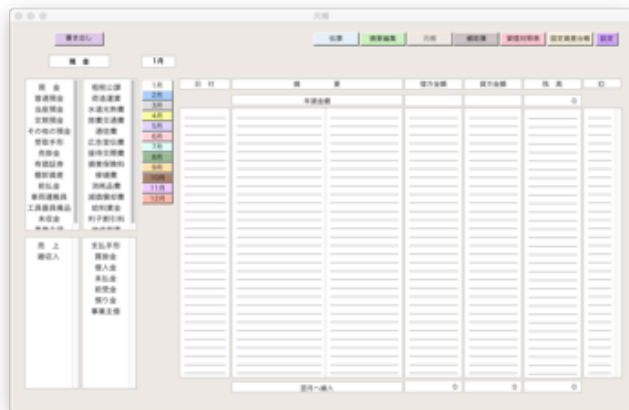 元帳
書き出し
伝票
損害編集
元帳
補助簿
貸借対照表
固定資産台帳
設定
現 金
1月
現 金
普通預金
当座預金
定期預金
その他の預金
受取手形
売掛金
有価証券
棚卸資産
前払金
車両運搬具
工具器具備品
未収金
租税公課
荷造運賃
水道光熱費
旅費交通費
通信費
広告宣伝費
接待交際費
損害保険料
修繕費
消耗品費
減価償却費
給料賃金
利子割引料
1月
2月
3月
4月
5月
6月
7月
8月
9月
10月
11月
12月
売 上
雑収入
支払手形
買掛金
借入金
未払金
前受金
預り金
事業主借
日 付
摘 要
借方金額
貸方金額
残 高
ID
0
翌月へ繰入
0
0
0